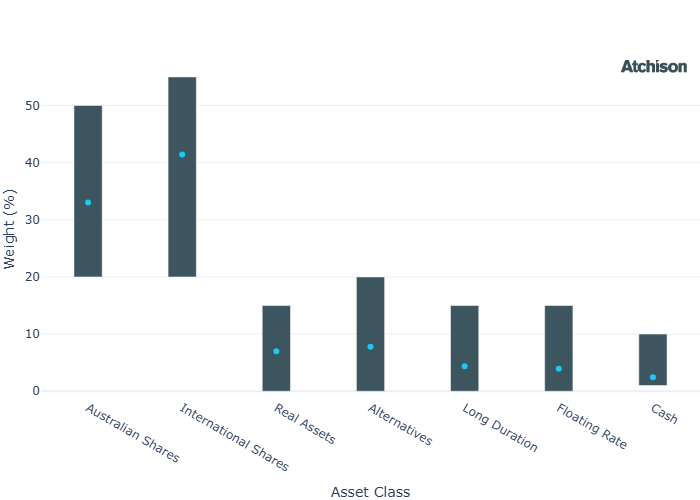 Atchison
50
40
30
20
10
0
Weight (%)
Australian Shares
International Shares
Real Assets
Alternatives
Long Duration
Floating Rate
Cash
Asset Class